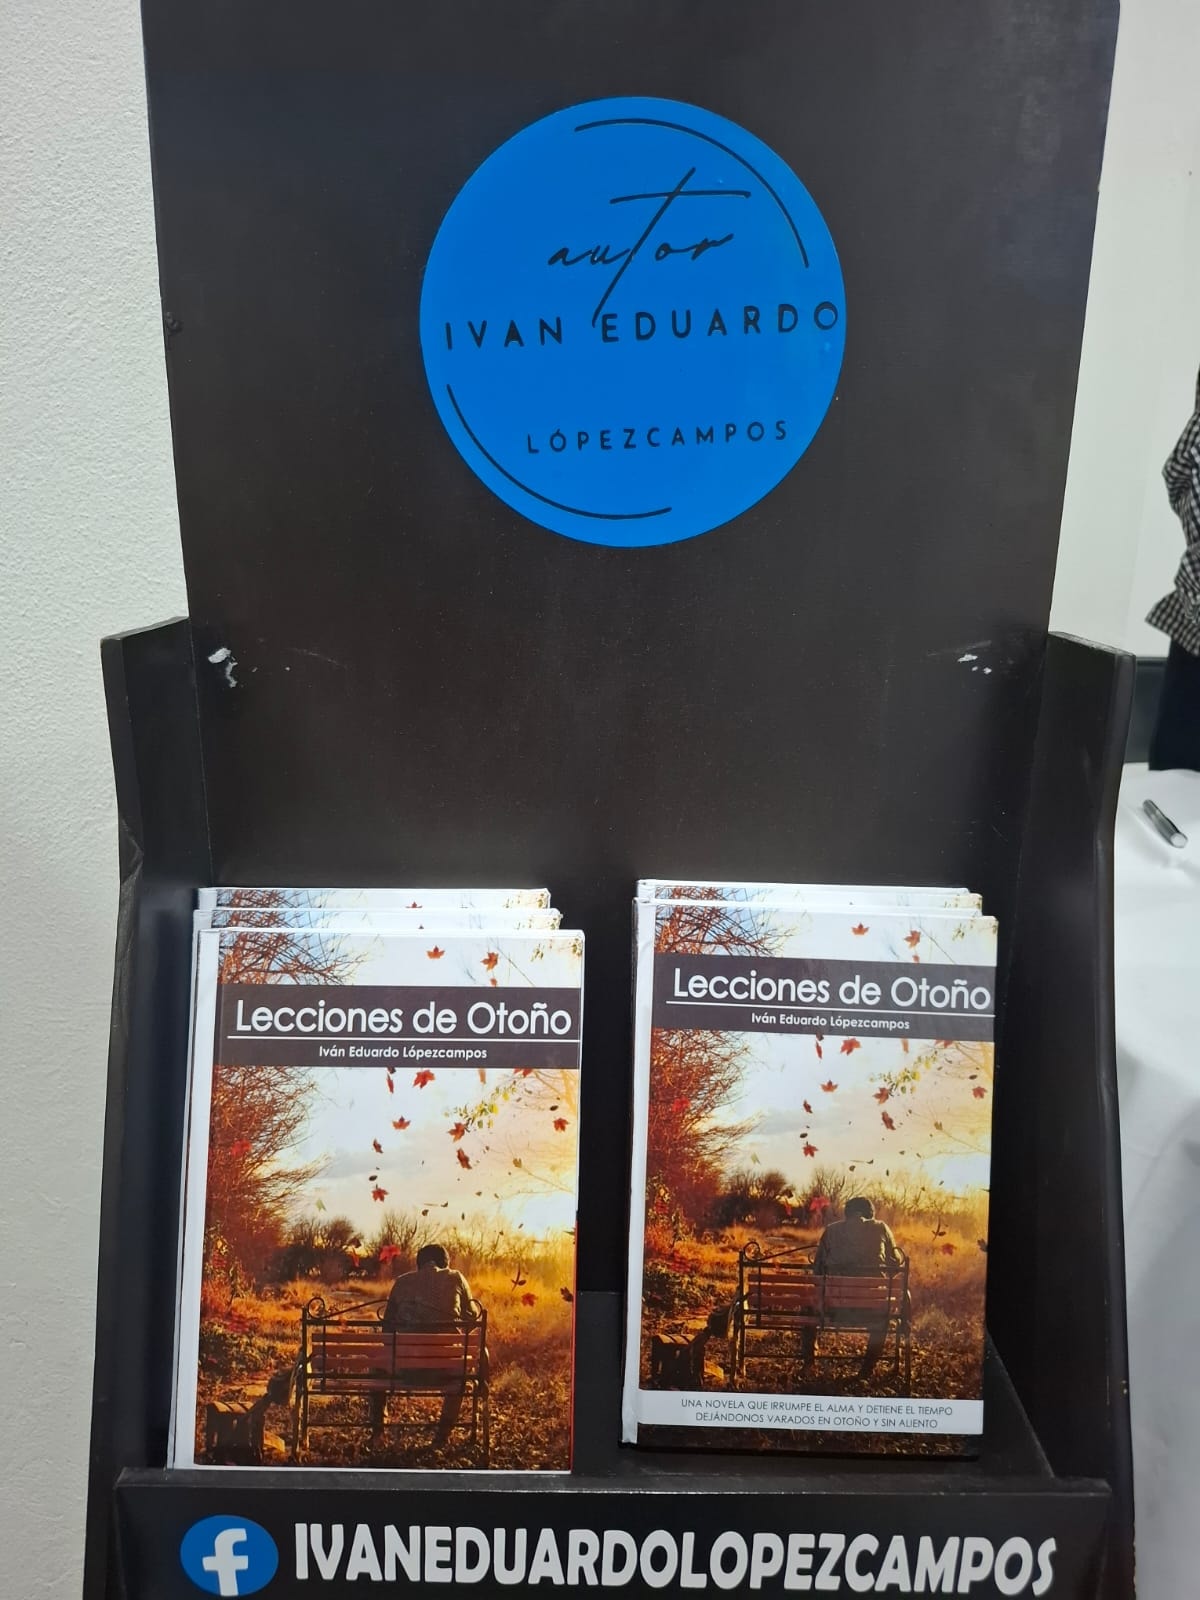 autor
IVAN EDUARDO
LÓPEZCAMPOS
Lecciones de Otoño
Iván Eduardo Lópezcampos
Lecciones de Otoño
Iván Eduardo Lópezcampos
UNA NOVELA QUE IRRUMPE EL ALMA Y DETIENE EL TIEMPO
DEJÁNDONOS VARADOS EN OTOÑO Y SIN ALIENTO
f IVANEDUARDOLOPEZCAMPOS